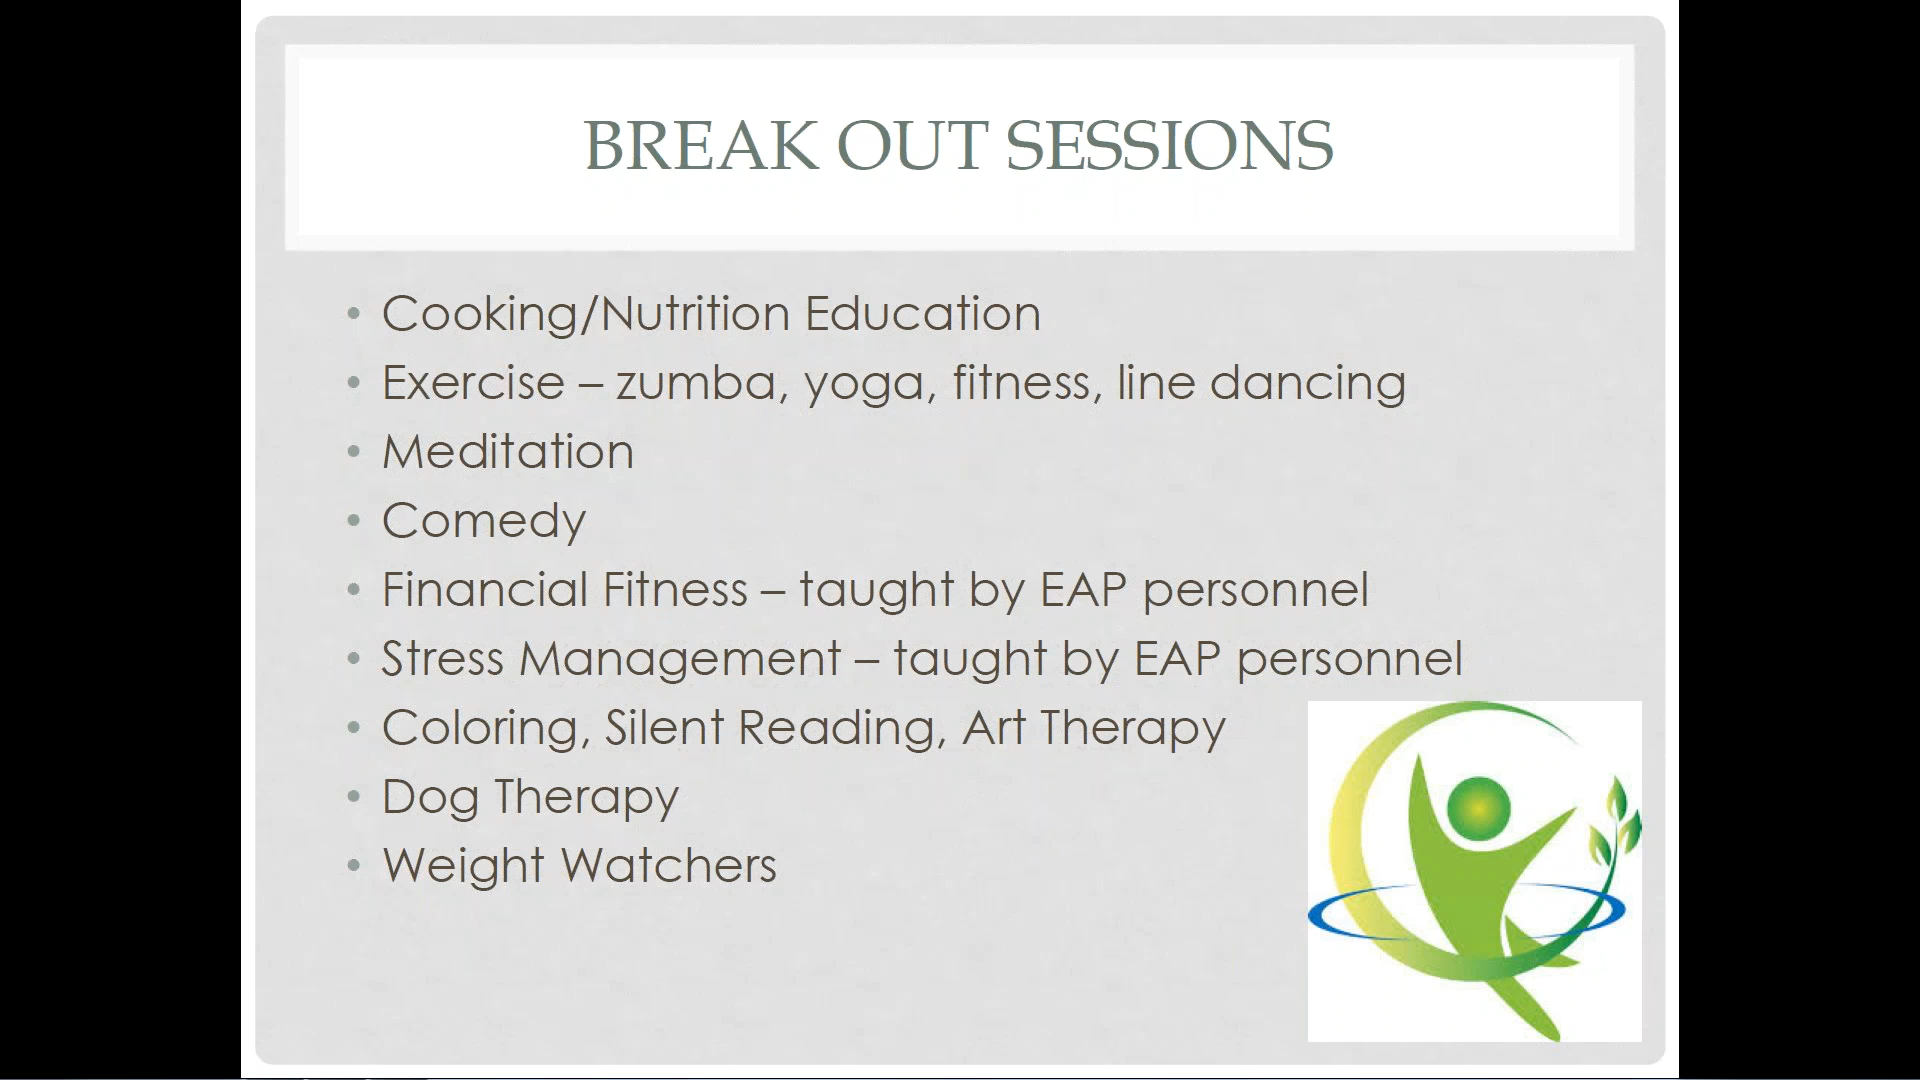 BREAK OUT SESSIONS
• Cooking/Nutrition Education
• Exercise – zumba, yoga, fitness, line dancing
• Meditation
• Comedy
• Financial Fitness – taught by EAP personnel
• Stress Management – taught by EAP personnel
• Coloring, Silent Reading, Art Therapy
• Dog Therapy
• Weight Watchers